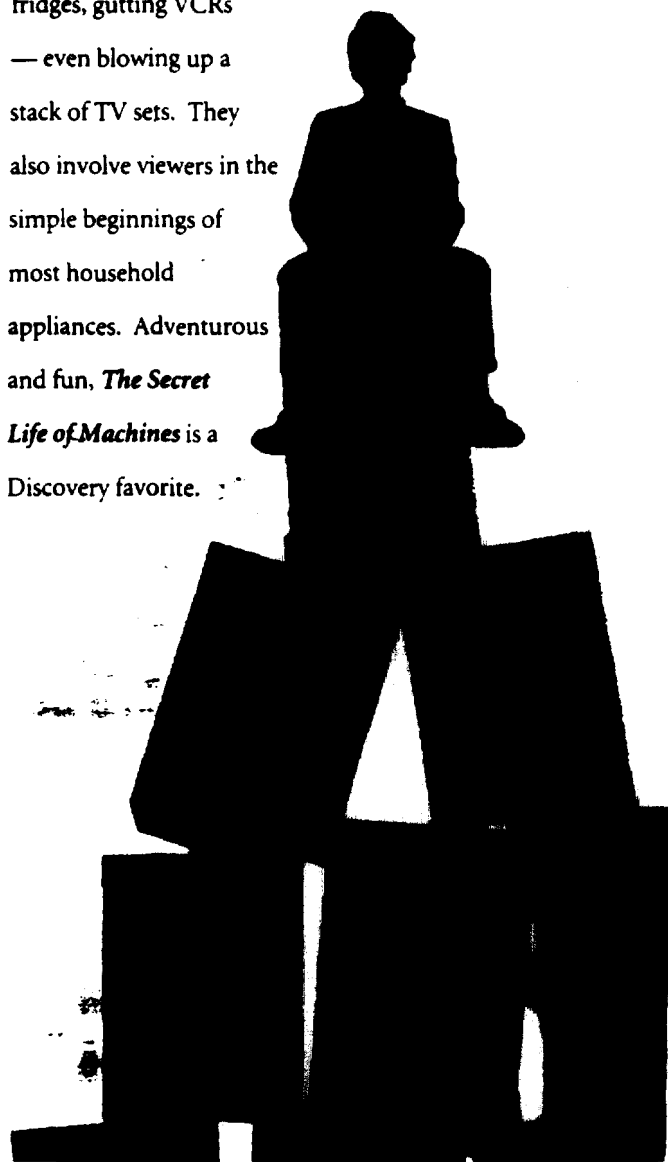 fridges, gutting VCRs
— even blowing up a
stack of TV sets. They
also involve viewers in the
simple beginnings of
most household
appliances. Adventurous
and fun, The Secret
Life of Machines is a
Discovery favorite.